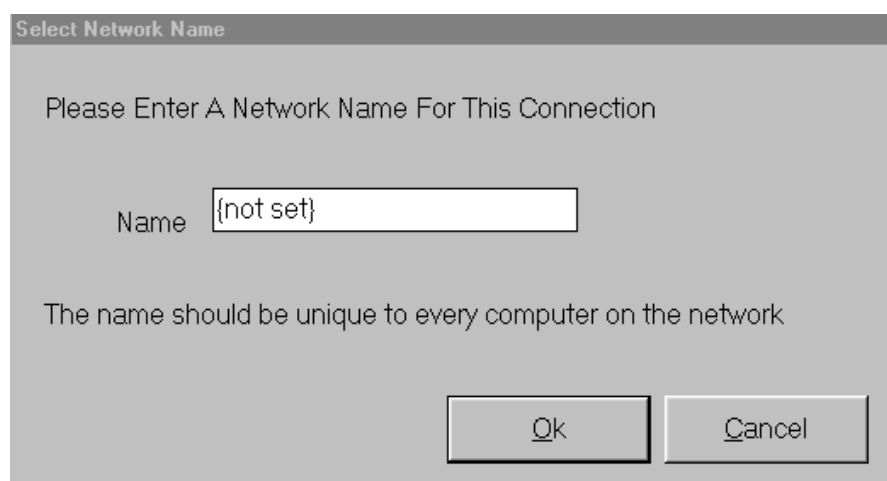 Select Network Name
Please Enter A Network Name For This Connection
Name {not set}
The name should be unique to every computer on the network
Ok Cancel